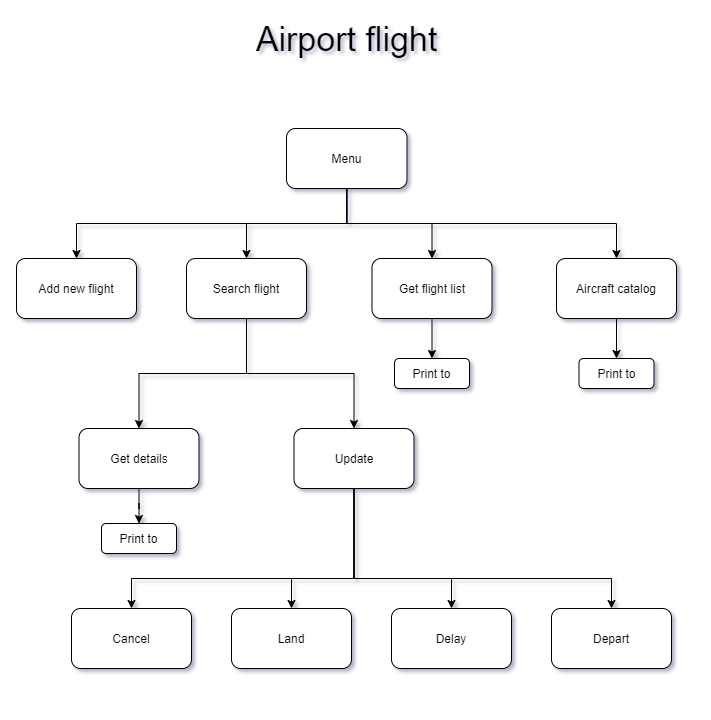 Airport flight
Menu
Add new flight
Search flight
Get flight list
Aircraft catalog
Print to
Print to
Get details
Update
Print to
Cancel
Land
Delay
Depart